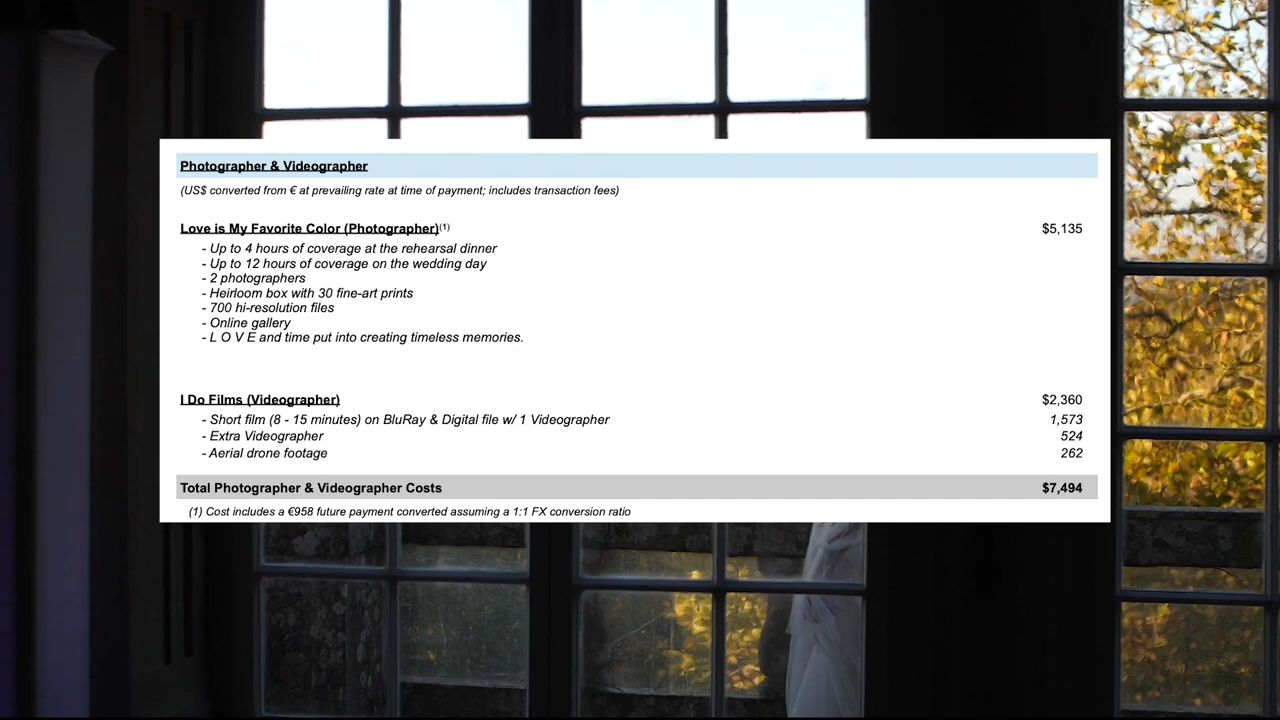 Photographer & Videographer
(US$ converted from € at prevailing rate at time of payment; includes transaction fees)
Love is My Favorite Color (Photographer)(1) $5,135
- Up to 4 hours of coverage at the rehearsal dinner
- Up to 12 hours of coverage on the wedding day
- 2 photographers
- Heirloom box with 30 fine-art prints
- 700 hi-resolution files
- Online gallery
- L O V E and time put into creating timeless memories.
I Do Films (Videographer) $2,360
- Short film (8 - 15 minutes) on BluRay & Digital file w/ 1 Videographer 1,573
- Extra Videographer 524
- Aerial drone footage 262
Total Photographer & Videographer Costs $7,494
(1) Cost includes a €958 future payment converted assuming a 1:1 FX conversion ratio